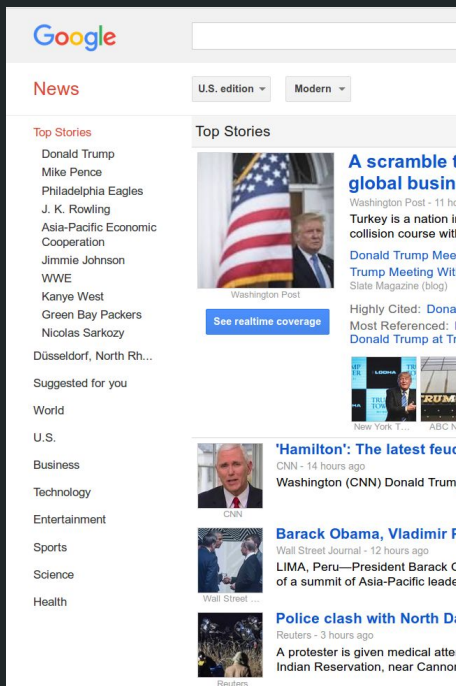 Google
News
U.S. edition
Modern
Top Stories
Donald Trump
Mike Pence
Philadelphia Eagles
J. K. Rowling
Asia-Pacific Economic
Cooperation
Jimmie Johnson
WWE
Kanye West
Green Bay Packers
Nicolas Sarkozy
Düsseldorf, North Rh...
Suggested for you
World
U.S.
Business
Technology
Entertainment
Sports
Science
Health
Top Stories
Washington Post
See realtime coverage
A scramble
global busin
Washington Post - 11 ho
Turkey is a nation i
collision course wit
Donald Trump Mee
Trump Meeting Wit
Slate Magazine (blog)
Highly Cited: Dona
Most Referenced:
Donald Trump at Tr
New York T...
ABC N
'Hamilton': The latest feud
CNN - 14 hours ago
Washington (CNN) Donald Trum
CNN
Barack Obama, Vladimir
Wall Street Journal - 12 hours ago
LIMA, Peru—President Barack
of a summit of Asia-Pacific leade
Wall Street ...
Police clash with North Da
Reuters - 3 hours ago
A protester is given medical atte
Indian Reservation, near Cannon
Reuters